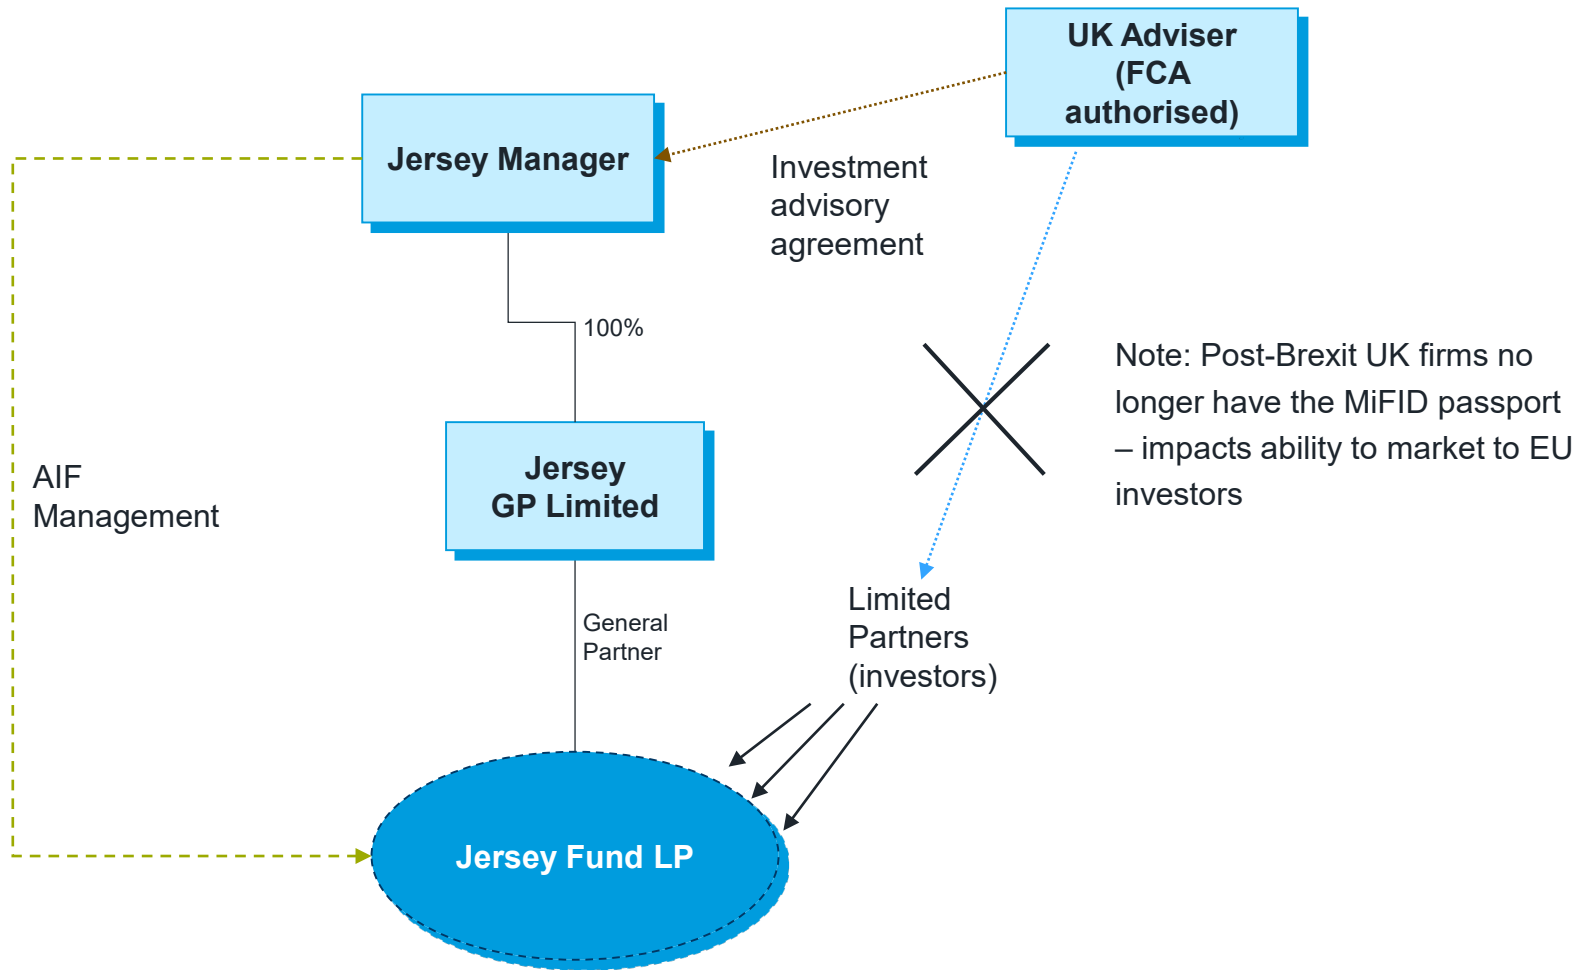 UK Adviser
(FCA
authorised)
Jersey Manager
Investment
advisory
agreement
100%
Note: Post-Brexit UK firms no
longer have the MiFID passport
– impacts ability to market to EU
investors
Jersey
GP Limited
AIF
Management
General
Partner
Limited
Partners
(investors)
Jersey Fund LP